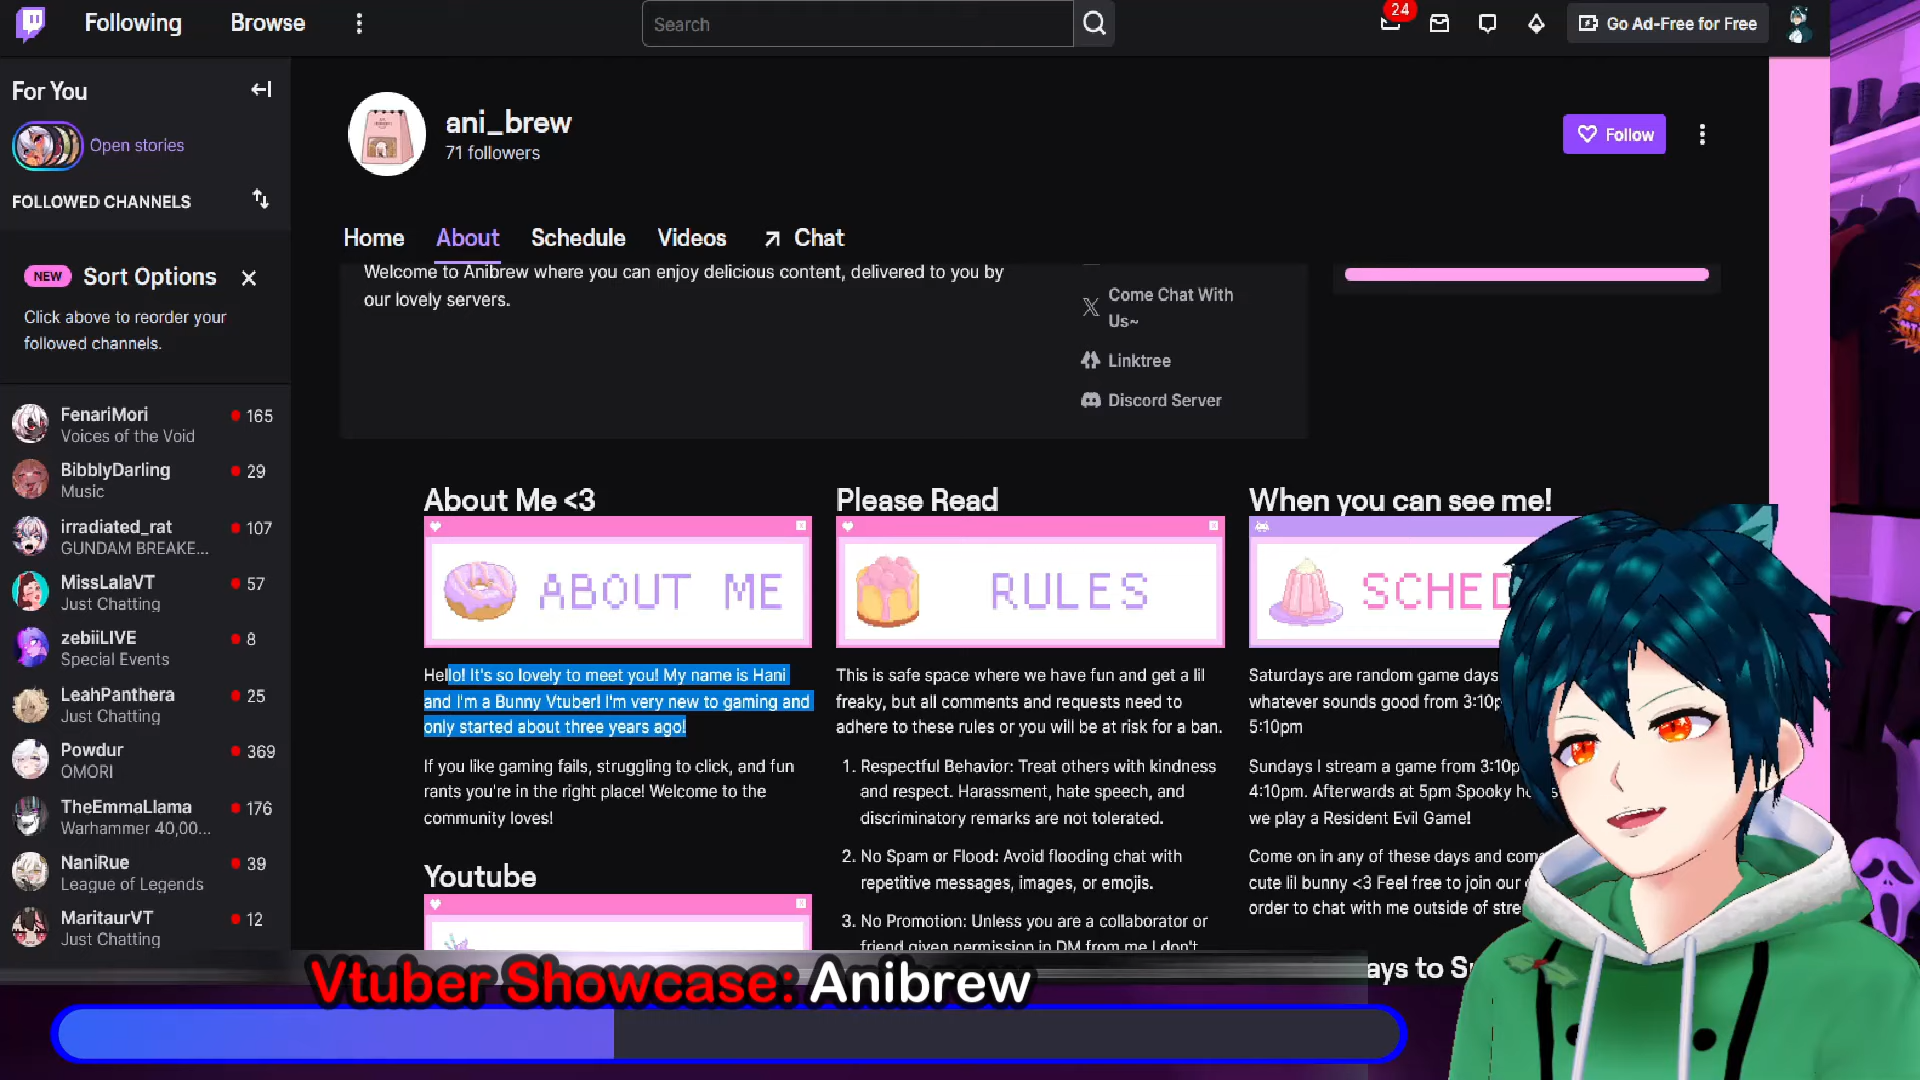 Following
Browse
Search
24
Go Ad-Free for Free
For You
Open stories
FOLLOWED CHANNELS
NEW
Sort Options
Click above to reorder your
followed channels.
FenariMori
165
Voices of the Void
BibblyDarling
29
Music
irradiated_rat
107
GUNDAM BREAKE...
MissLalaVT
57
Just Chatting
zebiiLIVE
8
Special Events
LeahPanthera
25
Just Chatting
Powdur
369
OMORI
TheEmmaLlama
176
Warhammer 40,00...
NaniRue
39
League of Legends
MaritaurVT
12
Just Chatting
ani_brew
71 followers
Follow
Home
About
Schedule
Videos
Chat
Welcome to Anibrew where you can enjoy delicious content, delivered to you by
our lovely servers.
Come Chat With
Us~
Linktree
Discord Server
About Me <3
ABOUT ME
Hello! It's so lovely to meet you! My name is Hani
and I'm a Bunny Vtuber! I'm very new to gaming and
only started about three years ago!
If you like gaming fails, struggling to click, and fun
rants you're in the right place! Welcome to the
community loves!
Youtube
Please Read
RULES
This is safe space where we have fun and get a lil
freaky, but all comments and requests need to
adhere to these rules or you will be at risk for a ban.
1. Respectful Behavior: Treat others with kindness
and respect. Harassment, hate speech, and
discriminatory remarks are not tolerated.
2. No Spam or Flood: Avoid flooding chat with
repetitive messages, images, or emojis.
3. No Promotion: Unless you are a collaborator or
friend given permission in DM from me I don't
When you can see me!
SCHED
Saturdays are random game days
whatever sounds good from 3:10p
5:10pm
Sundays I stream a game from 3:10p
4:10pm. Afterwards at 5pm Spooky ho
we play a Resident Evil Game!
Come on in any of these days and com
cute lil bunny <3 Feel free to join our
order to chat with me outside of stre
ays to S
Vtuber Showcase: Anibrew